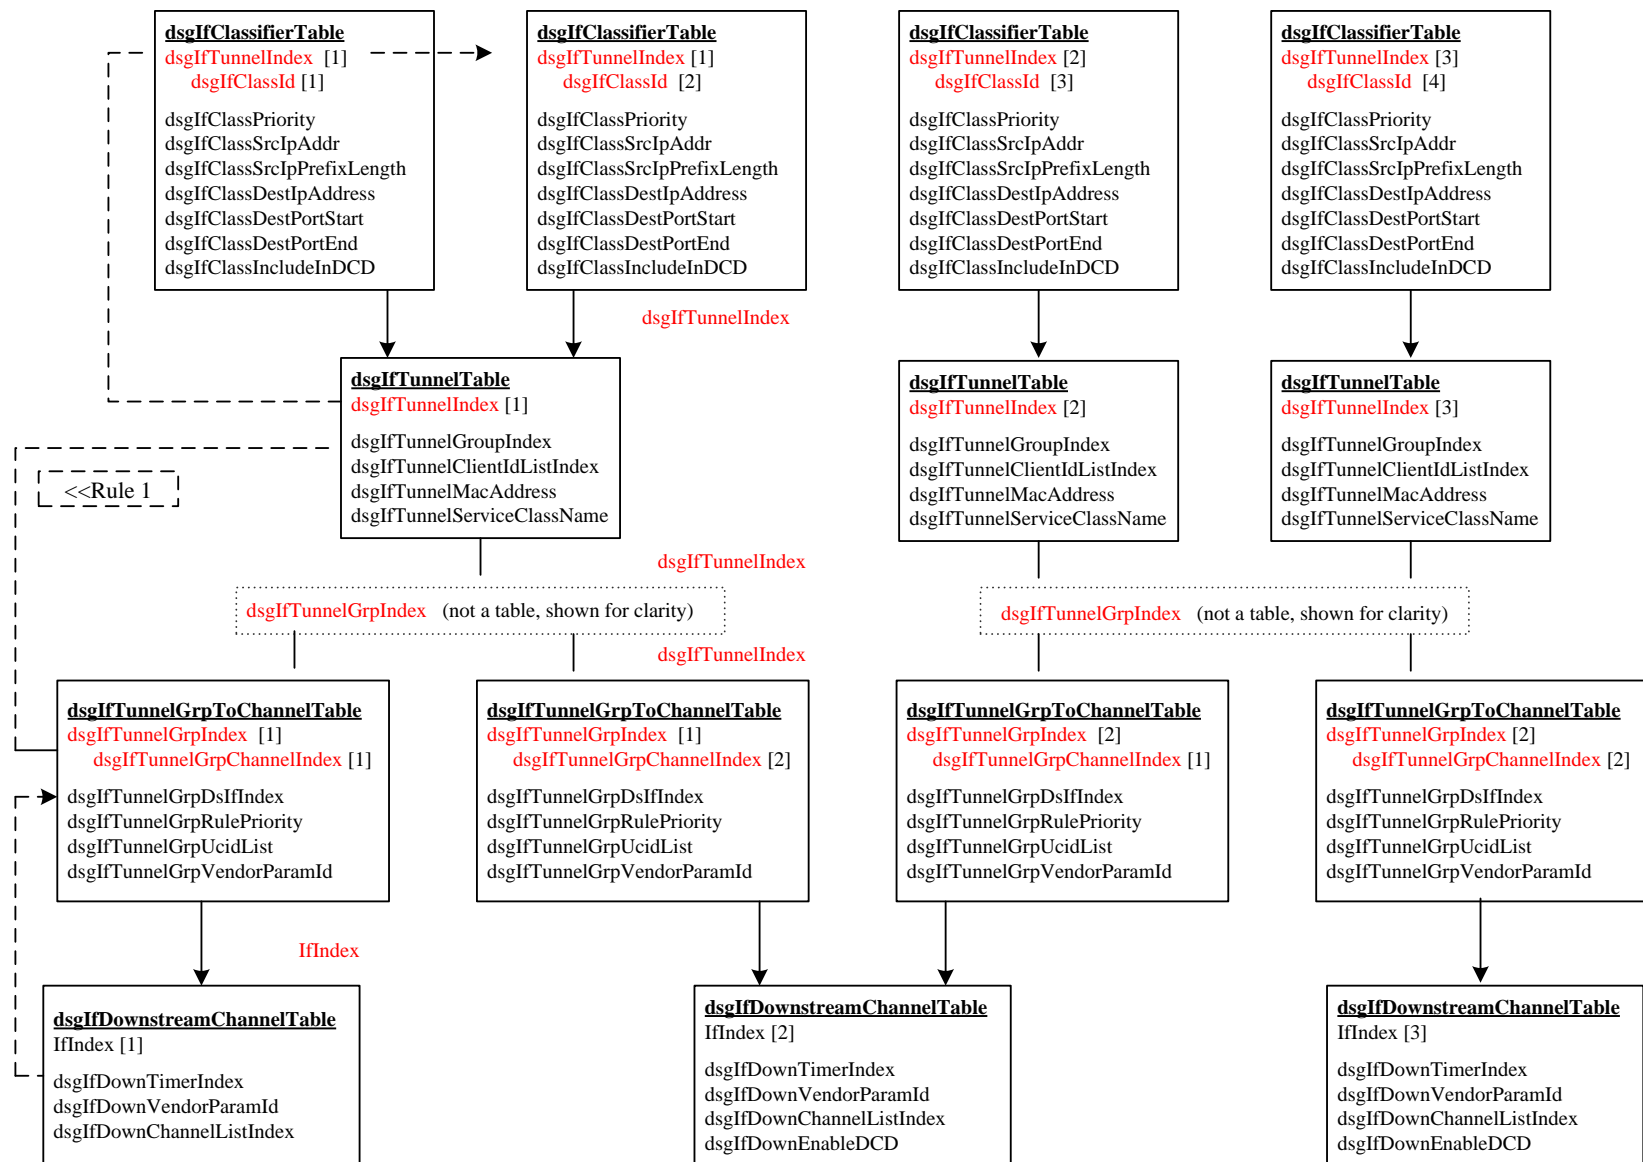 dsgIfClassifierTable
dsgIfTunnelIndex [1]
dsgIfClassId [1]
dsgIfClassPriority
dsgIfClassSrcIpAddr
dsgIfClassSrcIpPrefixLength
dsgIfClassDestIpAddress
dsgIfClassDestPortStart
dsgIfClassDestPortEnd
dsgIfClassIncludeInDCD
dsgIfClassifierTable
dsgIfTunnelIndex [1]
dsgIfClassId [2]
dsgIfClassPriority
dsgIfClassSrcIpAddr
dsgIfClassSrcIpPrefixLength
dsgIfClassDestIpAddress
dsgIfClassDestPortStart
dsgIfClassDestPortEnd
dsgIfClassIncludeInDCD
dsgIfClassifierTable
dsgIfTunnelIndex [2]
dsgIfClassId [3]
dsgIfClassPriority
dsgIfClassSrcIpAddr
dsgIfClassSrcIpPrefixLength
dsgIfClassDestIpAddress
dsgIfClassDestPortStart
dsgIfClassDestPortEnd
dsgIfClassIncludeInDCD
dsgIfClassifierTable
dsgIfTunnelIndex [3]
dsgIfClassId [4]
dsgIfClassPriority
dsgIfClassSrcIpAddr
dsgIfClassSrcIpPrefixLength
dsgIfClassDestIpAddress
dsgIfClassDestPortStart
dsgIfClassDestPortEnd
dsgIfClassIncludeInDCD
dsgIfTunnelIndex
dsgIfTunnelTable
dsgIfTunnelIndex [1]
dsgIfTunnelGroupIndex
dsgIfTunnelClientIdListIndex
dsgIfTunnelMacAddress
dsgIfTunnelServiceClassName
dsgIfTunnelTable
dsgIfTunnelIndex [2]
dsgIfTunnelGroupIndex
dsgIfTunnelClientIdListIndex
dsgIfTunnelMacAddress
dsgIfTunnelServiceClassName
dsgIfTunnelTable
dsgIfTunnelIndex [3]
dsgIfTunnelGroupIndex
dsgIfTunnelClientIdListIndex
dsgIfTunnelMacAddress
dsgIfTunnelServiceClassName
<<Rule 1
dsgIfTunnelIndex
dsgIfTunnelGrpIndex (not a table, shown for clarity)
dsgIfTunnelGrpIndex (not a table, shown for clarity)
dsgIfTunnelIndex
dsgIfTunnelGrpToChannelTable
dsgIfTunnelGrpIndex [1]
dsgIfTunnelGrpChannelIndex [1]
dsgIfTunnelGrpDsIfIndex
dsgIfTunnelGrpRulePriority
dsgIfTunnelGrpUcidList
dsgIfTunnelGrpVendorParamId
dsgIfTunnelGrpToChannelTable
dsgIfTunnelGrpIndex [1]
dsgIfTunnelGrpChannelIndex [2]
dsgIfTunnelGrpDsIfIndex
dsgIfTunnelGrpRulePriority
dsgIfTunnelGrpUcidList
dsgIfTunnelGrpVendorParamId
dsgIfTunnelGrpToChannelTable
dsgIfTunnelGrpIndex [2]
dsgIfTunnelGrpChannelIndex [1]
dsgIfTunnelGrpDsIfIndex
dsgIfTunnelGrpRulePriority
dsgIfTunnelGrpUcidList
dsgIfTunnelGrpVendorParamId
dsgIfTunnelGrpToChannelTable
dsgIfTunnelGrpIndex [2]
dsgIfTunnelGrpChannelIndex [2]
dsgIfTunnelGrpDsIfIndex
dsgIfTunnelGrpRulePriority
dsgIfTunnelGrpUcidList
dsgIfTunnelGrpVendorParamId
IfIndex
dsgIfDownstreamChannelTable
IfIndex [1]
dsgIfDownTimerIndex
dsgIfDownVendorParamId
dsgIfDownChannelListIndex
dsgIfDownstreamChannelTable
IfIndex [2]
dsgIfDownTimerIndex
dsgIfDownVendorParamId
dsgIfDownChannelListIndex
dsgIfDownEnableDCD
dsgIfDownstreamChannelTable
IfIndex [3]
dsgIfDownTimerIndex
dsgIfDownVendorParamId
dsgIfDownChannelListIndex
dsgIfDownEnableDCD